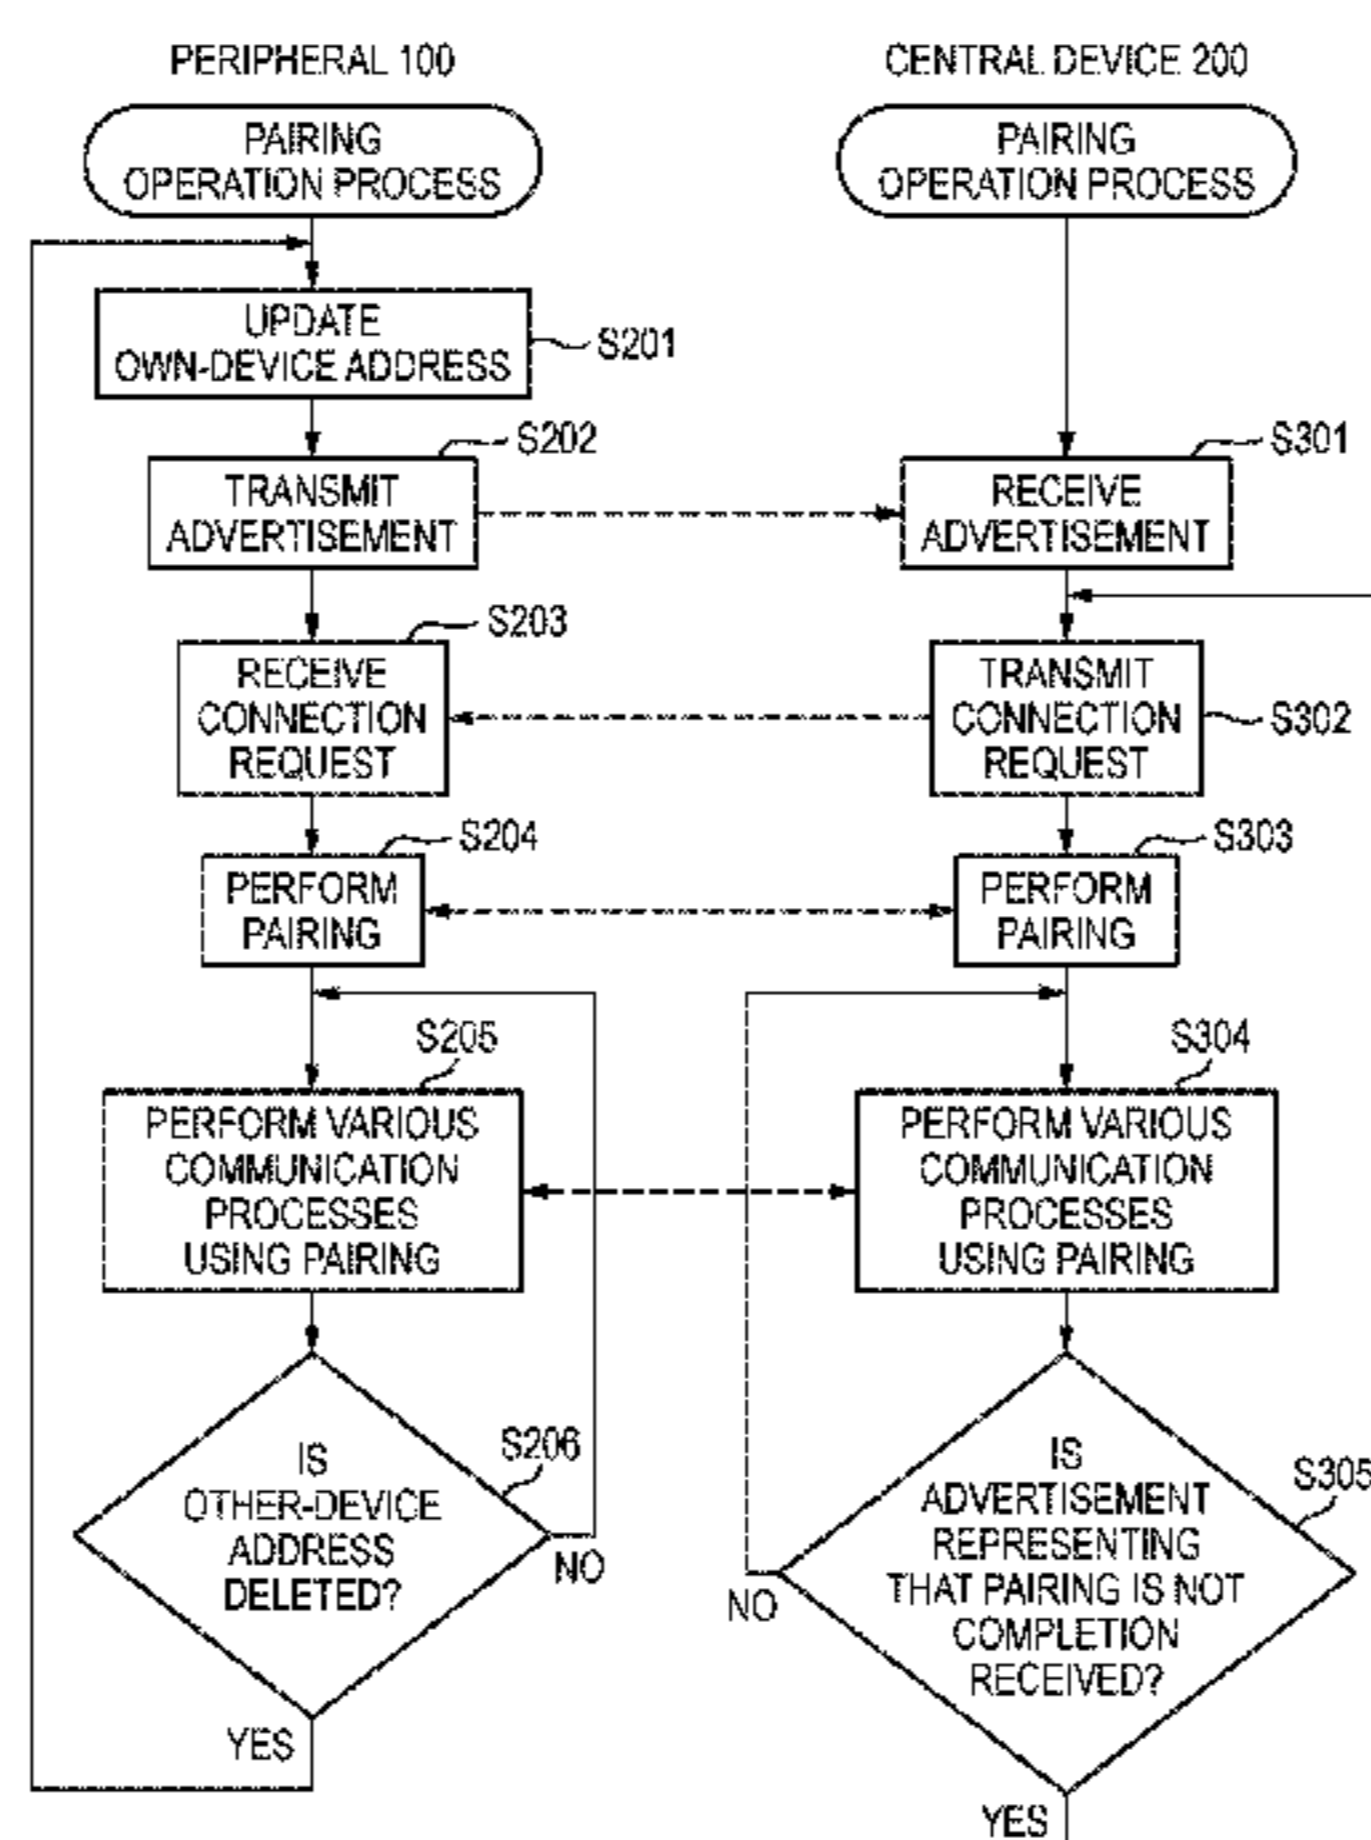 PERIPHERAL 100
PAIRING
OPERATION PROCESS
UPDATE
OWN-DEVICE ADDRESS
S201
S202
TRANSMIT
ADVERTISEMENT
S203
RECEIVE
CONNECTION
REQUEST
S204
PERFORM
PAIRING
S205
PERFORM VARIOUS
COMMUNICATION
PROCESSES
USING PAIRING
S206
IS
OTHER-DEVICE
ADDRESS
DELETED?
NO
YES
CENTRAL DEVICE 200
PAIRING
OPERATION PROCESS
S301
RECEIVE
ADVERTISEMENT
TRANSMIT
CONNECTION
REQUEST
S302
S303
PERFORM
PAIRING
S304
PERFORM VARIOUS
COMMUNICATION
PROCESSES
USING PAIRING
S305
IS
ADVERTISEMENT
REPRESENTING
THAT PAIRING IS NOT
COMPLETION
RECEIVED?
NO
YES